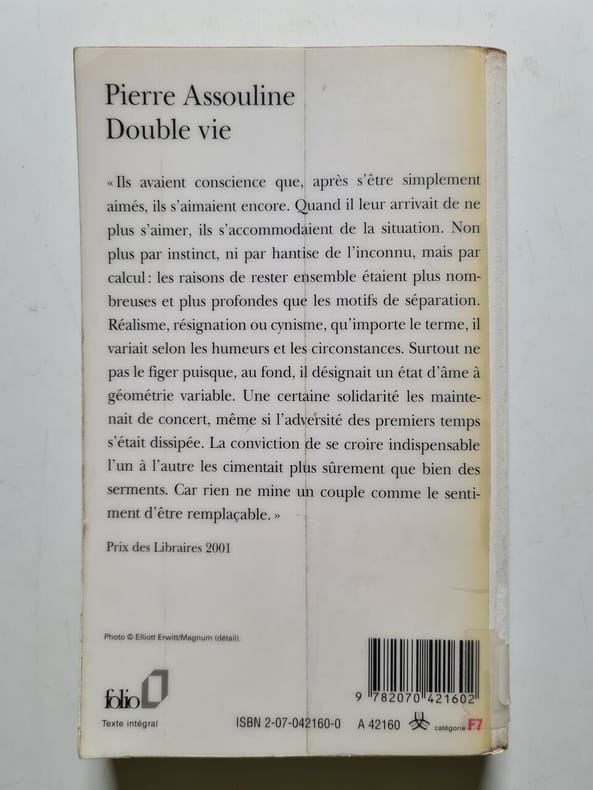 Pierre Assouline
Double vie
« Ils avaient conscience que, après s'être simplement
aimés, ils s'aimaient encore. Quand il leur arrivait de ne
plus s'aimer, ils s'accommodaient de la situation. Non
plus par instinct, ni par hantise de l'inconnu, mais par
calcul : les raisons de rester ensemble étaient plus nom-
breuses et plus profondes que les motifs de séparation.
Réalisme, résignation ou cynisme, qu'importe le terme, il
variait selon les humeurs et les circonstances. Surtout ne
pas le figer puisque, au fond, il désignait un état d'âme à
géométrie variable. Une certaine solidarité les mainte-
nait de concert, même si l'adversité des premiers temps
s'était dissipée. La conviction de se croire indispensable
l'un à l'autre les cimentait plus sûrement que bien des
serments. Car rien ne mine un couple comme le senti-
ment d'être remplaçable. »
Prix des Libraires 2001
Photo © Elliott Erwitt/Magnum (détail).
9 782070 421602
folio
Texte intégral
ISBN 2-07-042160-0 A 42160 catégorie F7